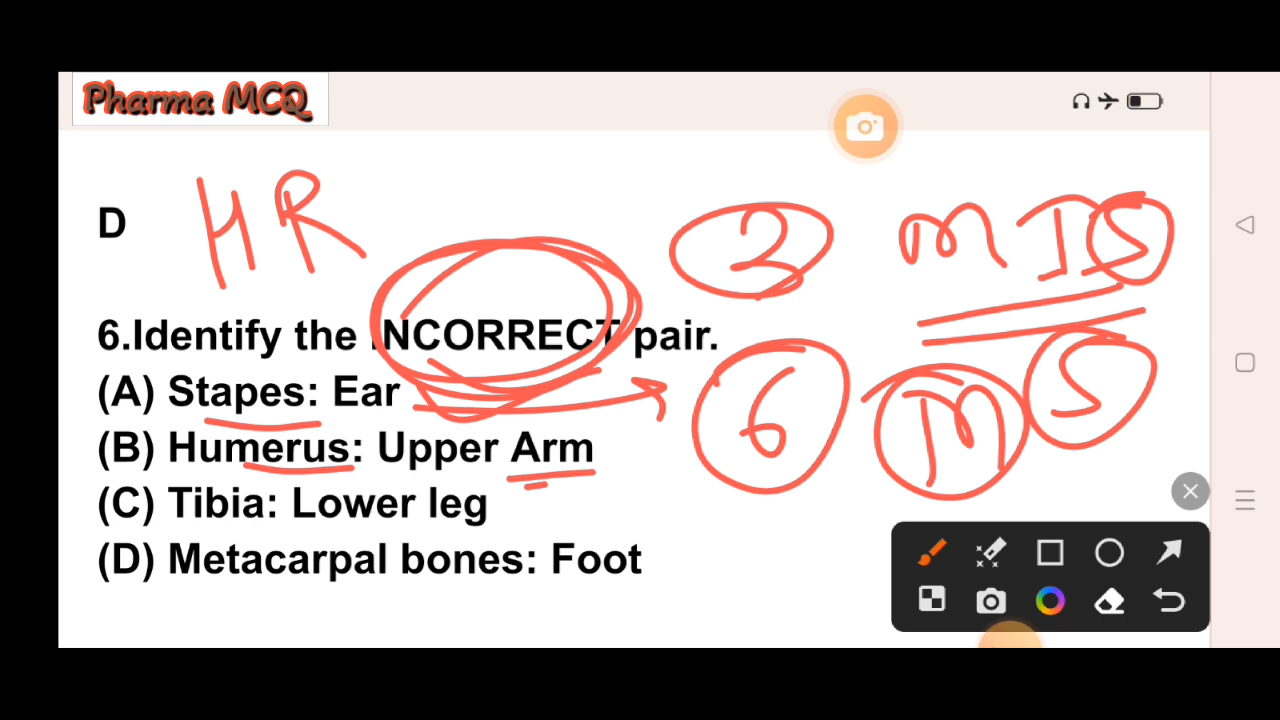 Pharma MCQ
D
HR
3 MIS
6.Identify the INCORRECT pair.
(A) Stapes: Ear
6 M S
(B) Humerus: Upper Arm
(C) Tibia: Lower leg
(D) Metacarpal bones: Foot